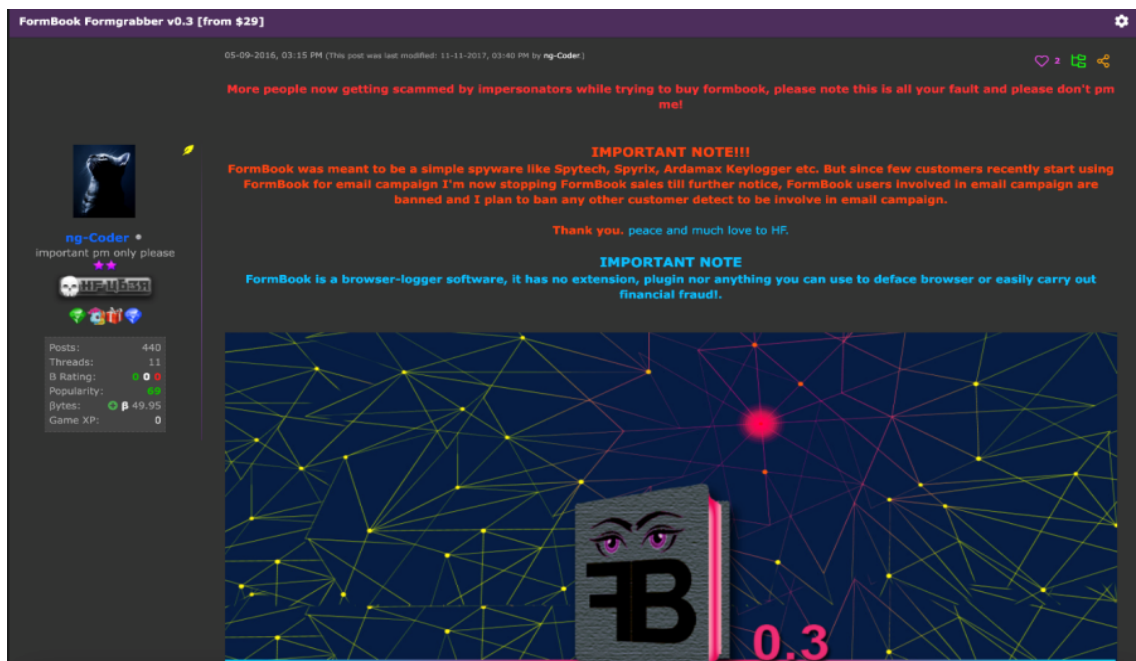 FormBook Formgrabber v0.3 [from $29]
05-09-2016, 03:15 PM (This post was last modified: 11-11-2017, 03:40 PM by ng-Coder.)
2
More people now getting scammed by impersonators while trying to buy formbook, please note this is all your fault and please don't pm
me!
IMPORTANT NOTE!!!
FormBook was meant to be a simple spyware like Spytech, Spyrix, Ardamax Keylogger etc. But since few customers recently start using
FormBook for email campaign I'm now stopping FormBook sales till further notice, FormBook users involved in email campaign are
banned and I plan to ban any other customer detect to be involve in email campaign.
Thank you. peace and much love to HF.
IMPORTANT NOTE
FormBook is a browser-logger software, it has no extension, plugin nor anything you can use to deface browser or easily carry out
financial fraud!.
ng-Coder
important pm only please
HF-UB3R
Posts: 440
Threads: 11
B Rating: 0 0 0
Popularity: 69
βytes: β 49.95
Game XP: 0
FB
0.3